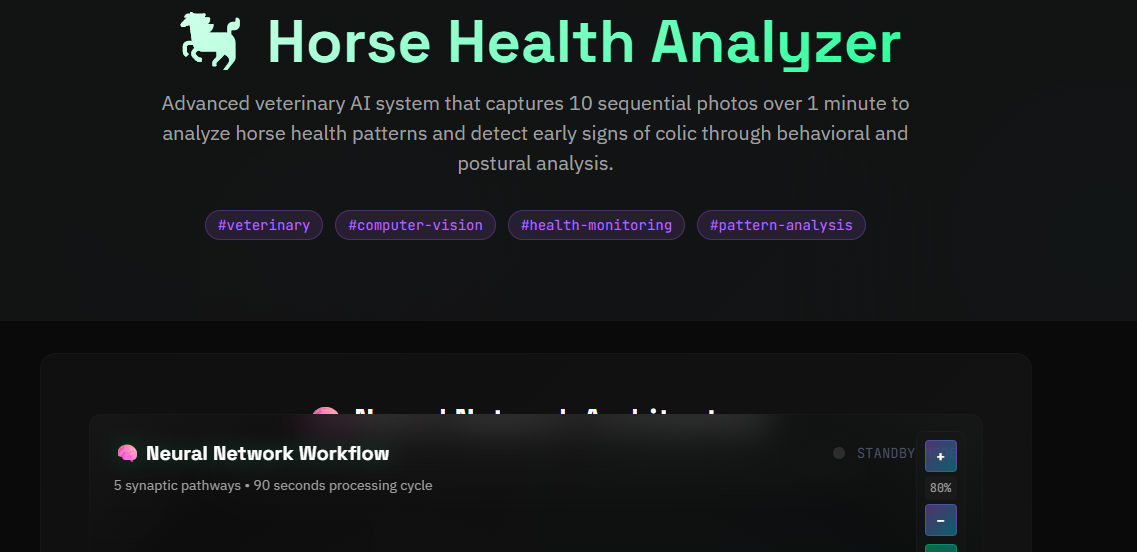 Horse Health Analyzer
Advanced veterinary AI system that captures 10 sequential photos over 1 minute to
analyze horse health patterns and detect early signs of colic through behavioral and
postural analysis.
#veterinary #computer-vision #health-monitoring #pattern-analysis
Neural Network Workflow
STANDBY
+
5 synaptic pathways • 90 seconds processing cycle
80%
−